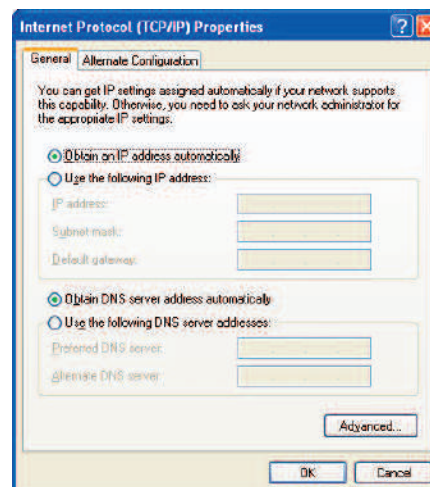 Internet Protocol (TCP/IP) Properties
General
Alternate Configuration
You can get IP settings assigned automatically if your network supports
this capability. Otherwise, you need to ask your network administrator for
the appropriate IP settings.
Obtain an IP address automatically
Use the following IP address:
IP address:
Subnet mask:
Default gateway:
Obtain DNS server address automatically
Use the following DNS server addresses:
Preferred DNS server:
Alternate DNS server:
Advanced...
OK
Cancel